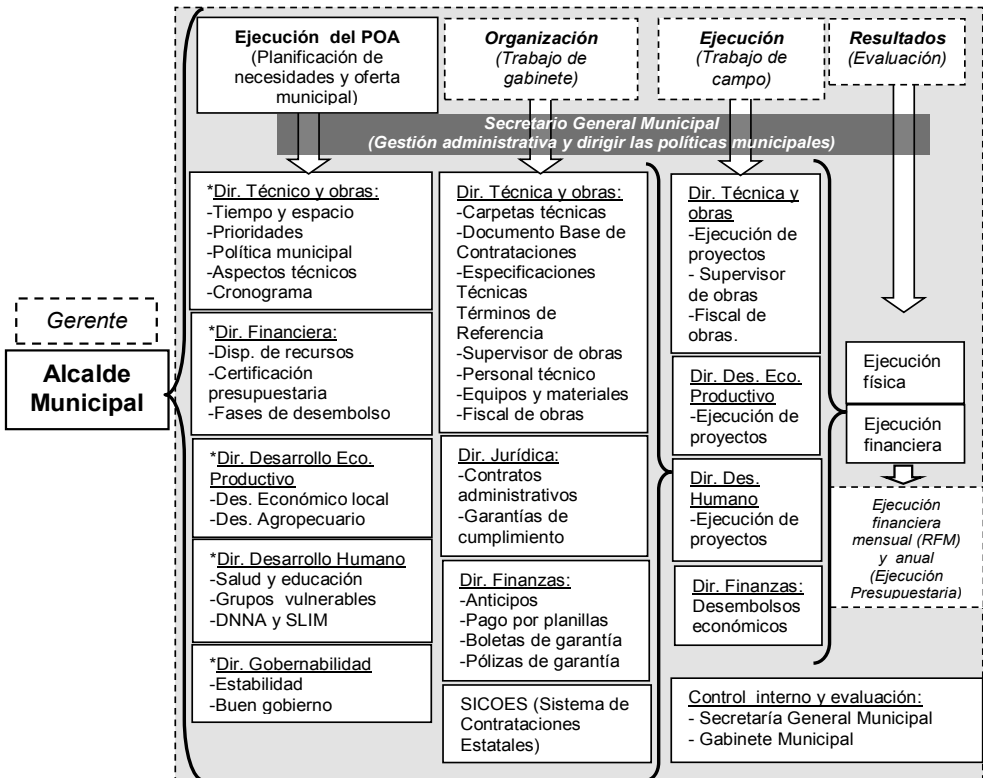 Ejecución del POA
(Planificación de
necesidades y oferta
municipal)
Organización
(Trabajo de
gabinete)
Ejecución
(Trabajo de
campo)
Resultados
(Evaluación)
Secretario General Municipal
(Gestión administrativa y dirigir las políticas municipales)
Gerente
Alcalde
Municipal
*Dir. Técnico y obras:
-Tiempo y espacio
-Prioridades
-Política municipal
-Aspectos técnicos
-Cronograma
*Dir. Financiera:
-Disp. de recursos
-Certificación
presupuestaria
-Fases de desembolso
*Dir. Desarrollo Eco.
Productivo
-Des. Económico local
-Des. Agropecuario
*Dir. Desarrollo Humano
-Salud y educación
-Grupos vulnerables
-DNNA y SLIM
*Dir. Gobernabilidad
-Estabilidad
-Buen gobierno
Dir. Técnica y obras:
-Carpetas técnicas
-Documento Base de
Contrataciones
-Especificaciones
Técnicas
Términos de
Referencia
-Supervisor de obras
-Personal técnico
-Equipos y materiales
-Fiscal de obras
Dir. Jurídica:
-Contratos
administrativos
-Garantías de
cumplimiento
Dir. Finanzas:
-Anticipos
-Pago por planillas
-Boletas de garantía
-Pólizas de garantía
SICOES (Sistema de
Contrataciones
Estatales)
Dir. Técnica y
obras
-Ejecución de
proyectos
- Supervisor
de obras
-Fiscal de
obras.
Dir. Des. Eco.
Productivo
-Ejecución de
proyectos
Dir. Des.
Humano
-Ejecución de
proyectos
Dir. Finanzas:
Desembolsos
económicos
Ejecución
física
Ejecución
financiera
Ejecución
financiera
mensual (RFM)
y anual
(Ejecución
Presupuestaria)
Control interno y evaluación:
- Secretaría General Municipal
- Gabinete Municipal